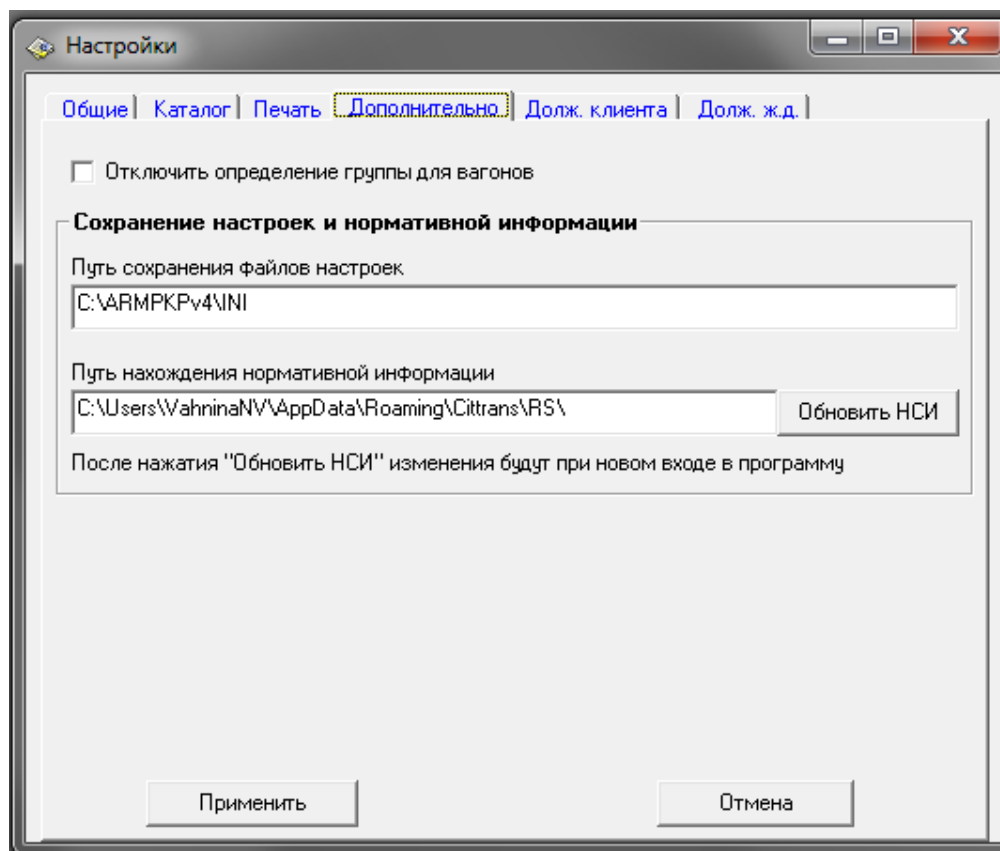 Настройки
Общие Каталог Печать Дополнительно Долж. клиента Долж. ж.д.
Отключить определение группы для вагонов
Сохранение настроек и нормативной информации
Путь сохранения файлов настроек
C:\ARMPKPv4\INI
Путь нахождения нормативной информации
C:\Users\VahninaNV\AppData\Roaming\Cittrans\RS\ Обновить НСИ
После нажатия "Обновить НСИ" изменения будут при новом входе в программу
Применить Отмена